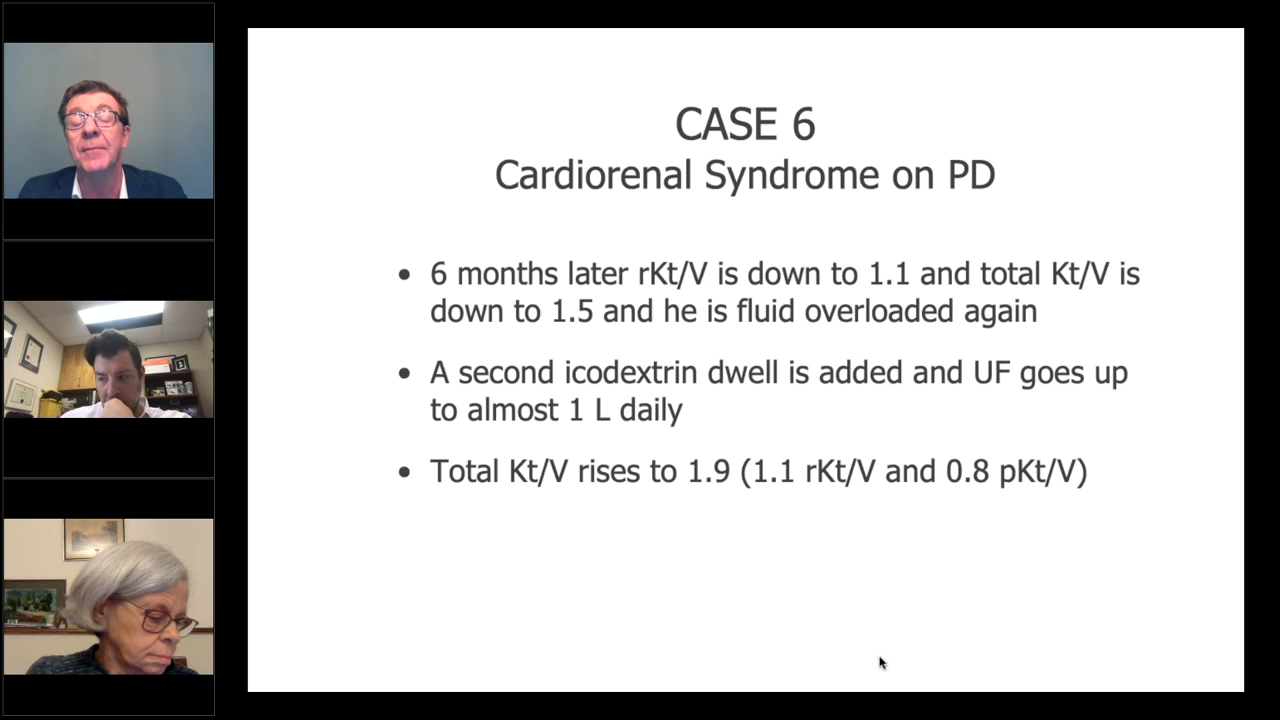 CASE 6
Cardiorenal Syndrome on PD
• 6 months later rKt/V is down to 1.1 and total Kt/V is
down to 1.5 and he is fluid overloaded again
• A second icodextrin dwell is added and UF goes up
to almost 1 L daily
• Total Kt/V rises to 1.9 (1.1 rKt/V and 0.8 pKt/V)